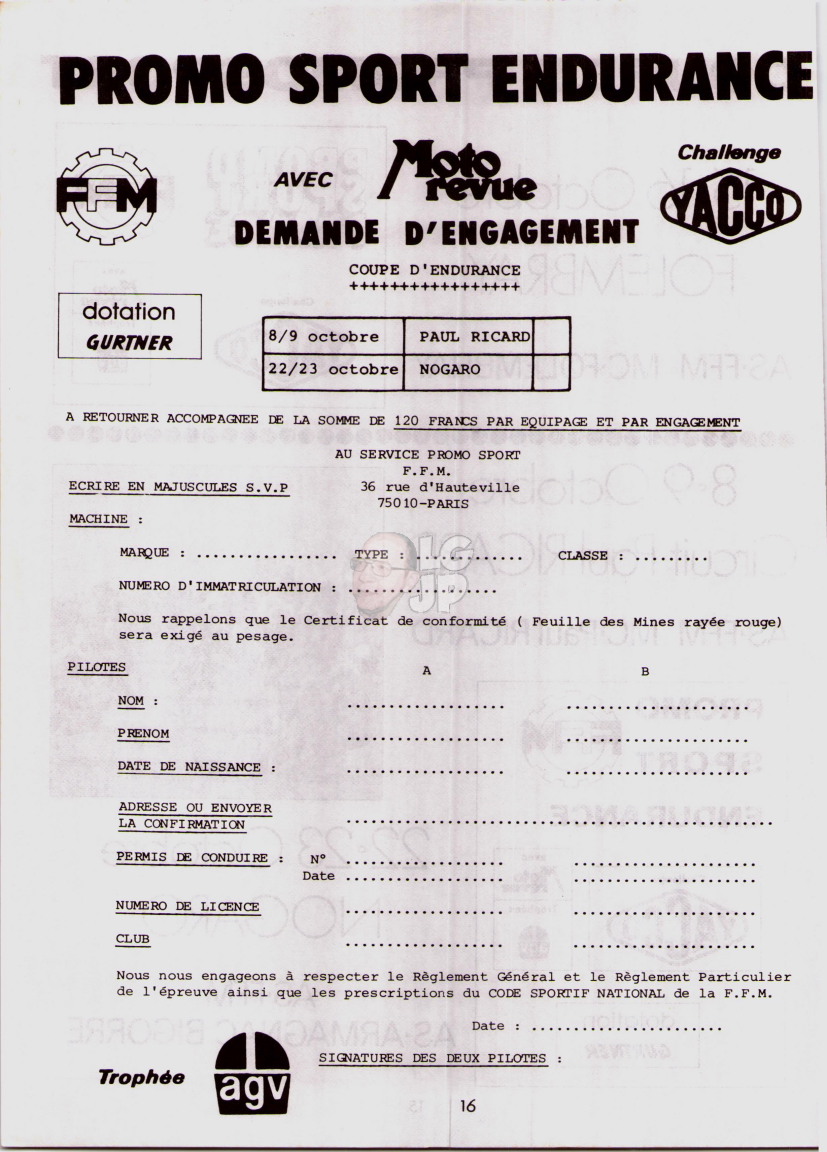 PROMO SPORT ENDURANCE
FFM
AVEC
Moto revue
Challenge
YACCO
DEMANDE D'ENGAGEMENT
COUPE D'ENDURANCE
+++++++++++++++++
dotation
GURTNER
8/9 octobre PAUL RICARD
22/23 octobre NOGARO
A RETOURNER ACCOMPAGNEE DE LA SOMME DE 120 FRANCS PAR EQUIPAGE ET PAR ENGAGEMENT
AU SERVICE PROMO SPORT
F.F.M.
ECRIRE EN MAJUSCULES S.V.P
36 rue d'Hauteville
75010-PARIS
MACHINE :
MARQUE : ................. TYPE : ............. CLASSE : .........
NUMERO D'IMMATRICULATION : ..................
LG
JP
Nous rappelons que le Certificat de conformité ( Feuille des Mines rayée rouge)
sera exigé au pesage.
PILOTES A B
NOM : ................... ......................
PRENOM ................... ......................
DATE DE NAISSANCE : ................... ......................
ADRESSE OU ENVOYER
LA CONFIRMATION ....................................................
PERMIS DE CONDUIRE : N° ................... ......................
Date ................... ......................
NUMERO DE LICENCE ................... ......................
CLUB ................... ......................
Nous nous engageons à respecter le Règlement Général et le Règlement Particulier
de l'épreuve ainsi que les prescriptions du CODE SPORTIF NATIONAL de la F.F.M.
Date : .......................
SIGNATURES DES DEUX PILOTES :
Trophée
agv
16